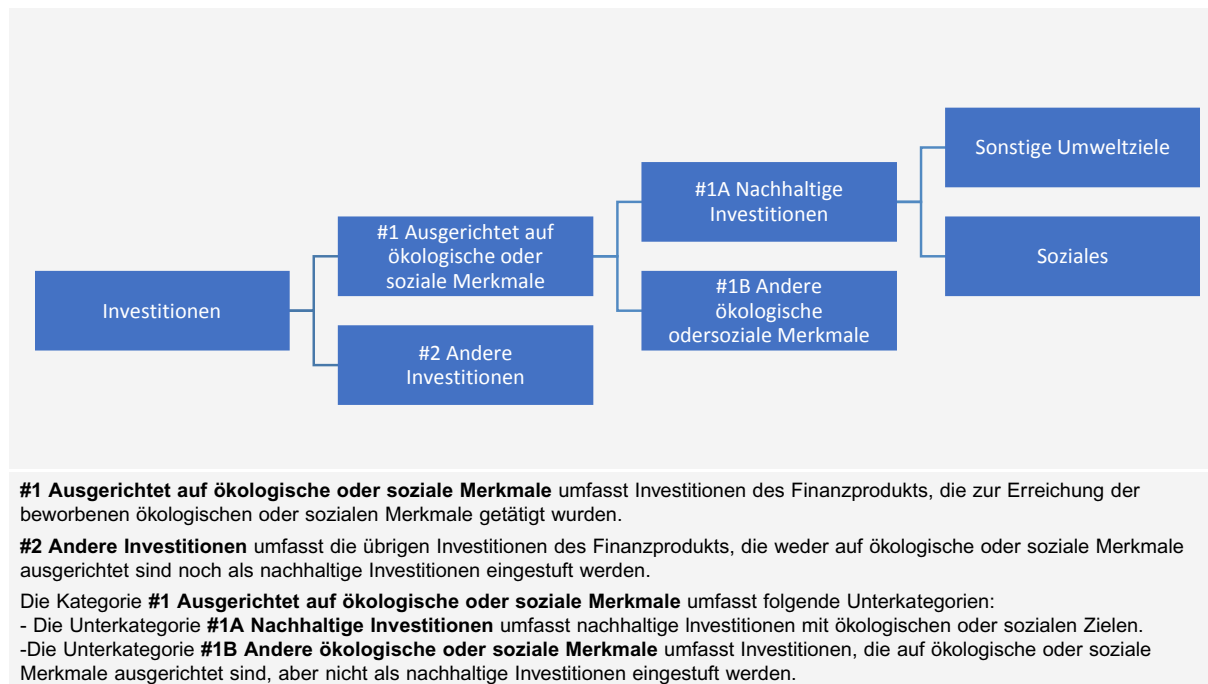 Sonstige Umweltziele
#1A Nachhaltige
Investitionen
#1 Ausgerichtet auf
ökologische oder
soziale Merkmale
Soziales
Investitionen
#1B Andere
ökologische
odersoziale Merkmale
#2 Andere
Investitionen
#1 Ausgerichtet auf ökologische oder soziale Merkmale umfasst Investitionen des Finanzprodukts, die zur Erreichung der
beworbenen ökologischen oder sozialen Merkmale getätigt wurden.
#2 Andere Investitionen umfasst die übrigen Investitionen des Finanzprodukts, die weder auf ökologische oder soziale Merkmale
ausgerichtet sind noch als nachhaltige Investitionen eingestuft werden.
Die Kategorie #1 Ausgerichtet auf ökologische oder soziale Merkmale umfasst folgende Unterkategorien:
- Die Unterkategorie #1A Nachhaltige Investitionen umfasst nachhaltige Investitionen mit ökologischen oder sozialen Zielen.
-Die Unterkategorie #1B Andere ökologische oder soziale Merkmale umfasst Investitionen, die auf ökologische oder soziale
Merkmale ausgerichtet sind, aber nicht als nachhaltige Investitionen eingestuft werden.